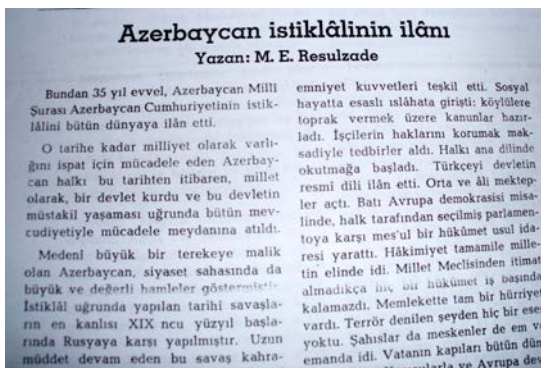 Azerbaycan istiklâlinin ilânı
Yazan: M. E. Resulzade
Bundan 35 yıl evvel, Azerbaycan Millî
Şurası Azerbaycan Cumhuriyetinin istik-
lâlini bütün dünyaya ilân etti.
O tarihe kadar milliyet olarak varlı-
ğını ispat için mücadele eden Azerbay-
can halkı bu tarihten itibaren, millet
olarak, bir devlet kurdu ve bu devletin
müstakil yaşaması uğrunda bütün mev-
cudiyetiyle mücadele meydanına atıldı.
Medenî büyük bir terekeye malik
olan Azerbaycan, siyaset sahasında da
büyük ve değerli hamleler göstermiştir.
İstiklâl uğrunda yapılan tarihî savaşla-
rın en kanlısı XIX ncu yüzyıl başla-
rında Rusyaya karşı yapılmıştır. Uzun
müddet devam eden bu savaş kahra-
emniyet kuvvetleri teşkil etti. Sosyal
hayatta esaslı ıslâhata girişti: köylülere
toprak vermek üzere kanunlar hazır-
ladı. İşçilerin haklarını korumak mak-
sadiyle tedbirler aldı. Halkı ana dilinde
okutmağa başladı. Türkçeyi devletin
resmî dili ilân etti. Orta ve âli mektep-
ler açtı. Batı Avrupa demokrasisi misa-
linde, halk tarafından seçilmiş parlamen-
toya karşı mes'ul bir hükûmet usul ida-
resi yarattı. Hâkimiyet tamamile mille-
tin elinde idi. Millet Meclisinden itimat
almadıkça hiç bir hükûmet iş başında
kalamazdı. Memlekette tam bir hürriyet
vardı. Terrör denilen şeyden hiç bir eser
yoktu. Şahıslar da meskenler de em
emanda idi. Vatanın kapıları bütün
ve Avrupa